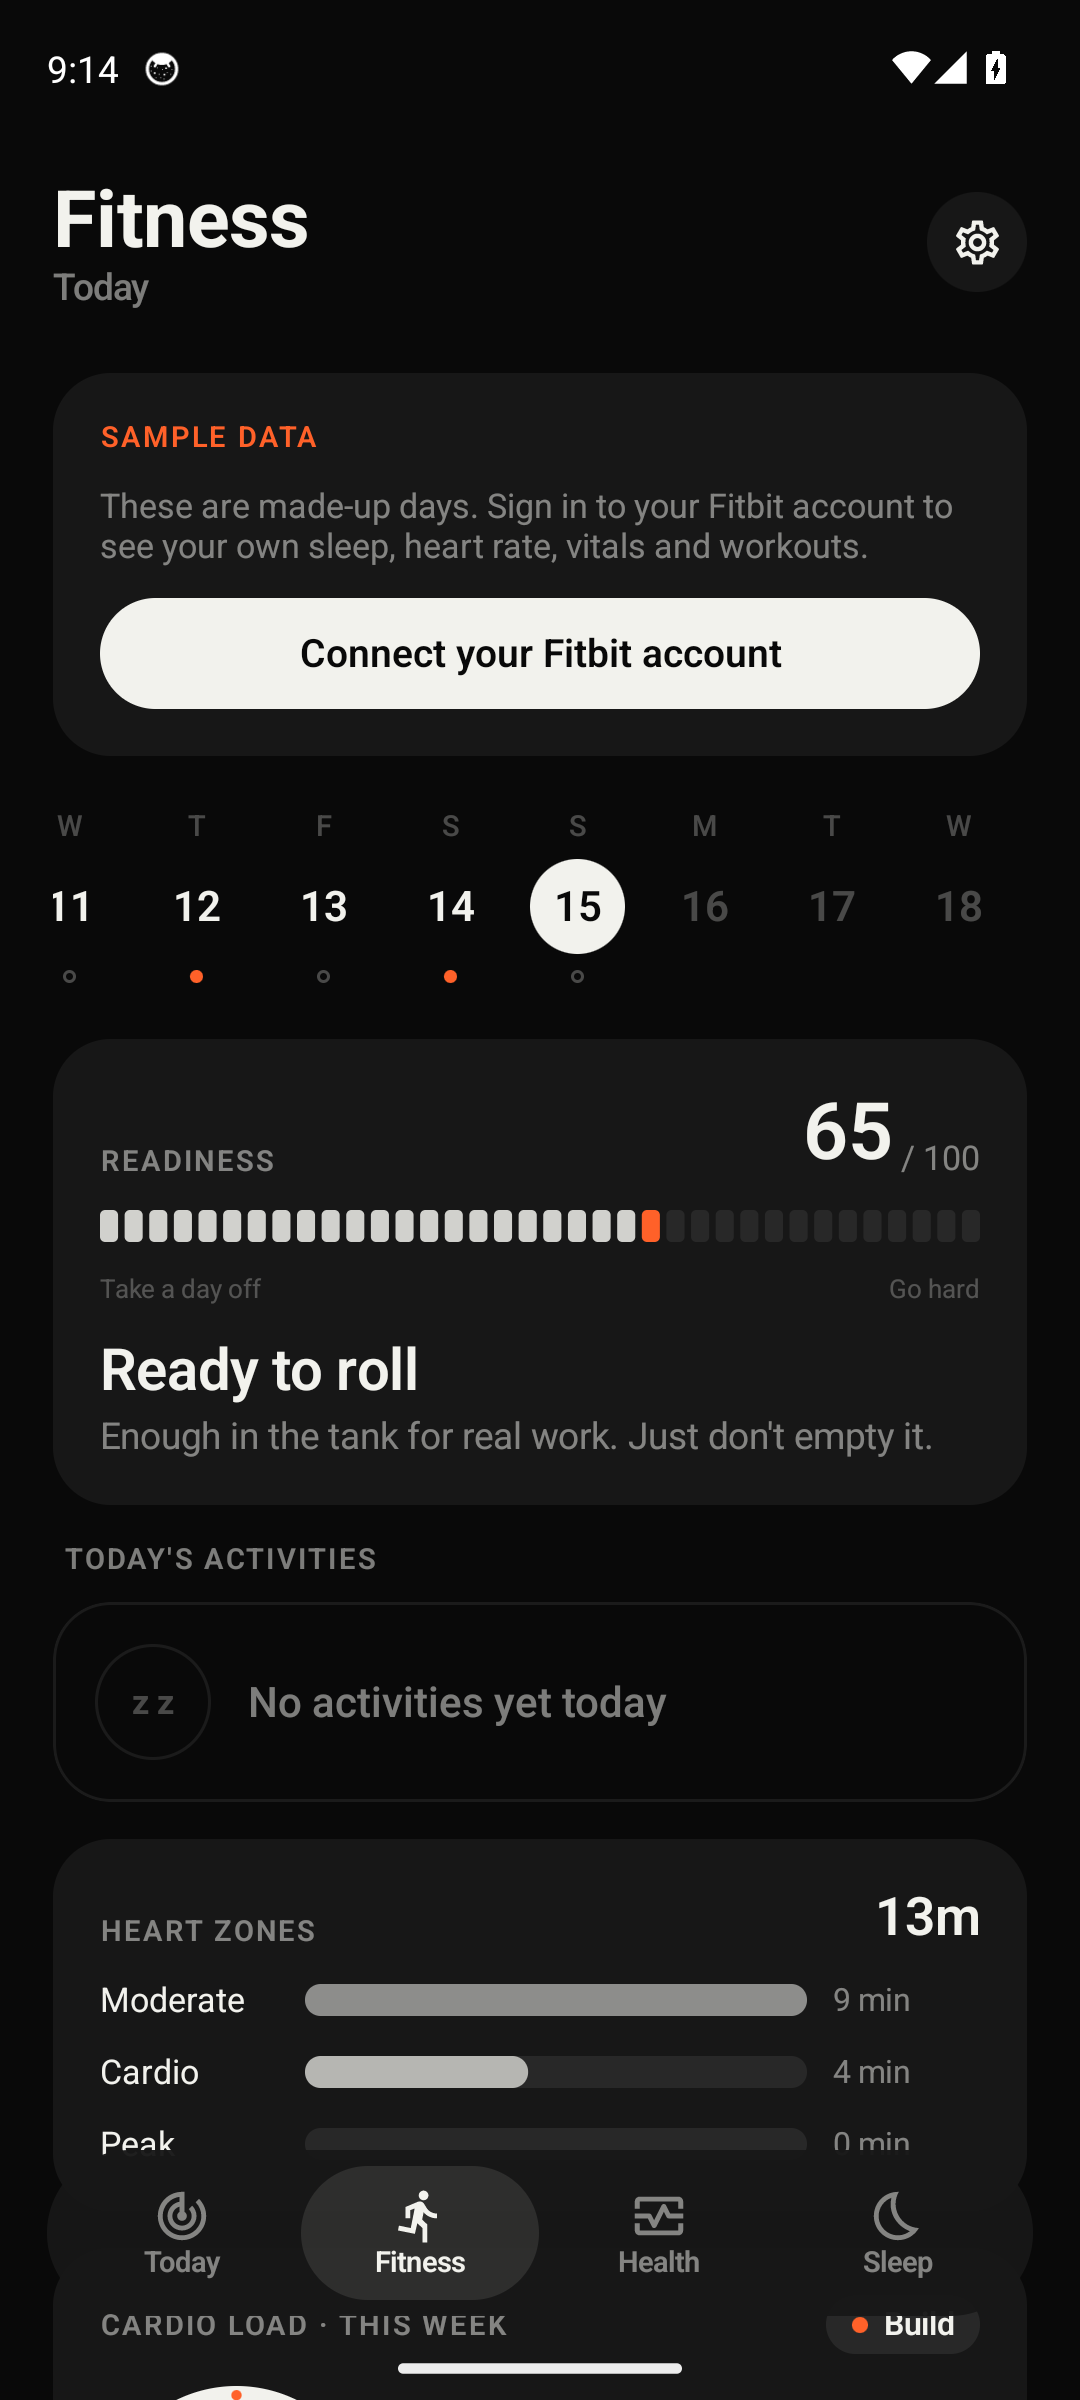 9:14
Fitness
Today
SAMPLE DATA
These are made-up days. Sign in to your Fitbit account to
see your own sleep, heart rate, vitals and workouts.
Connect your Fitbit account
W T F S S M T W
11 12 13 14 15 16 17 18
READINESS 65 / 100
Take a day off Go hard
Ready to roll
Enough in the tank for real work. Just don't empty it.
TODAY'S ACTIVITIES
z z No activities yet today
HEART ZONES 13m
Moderate 9 min
Cardio 4 min
Peak 0 min
Today Fitness Health Sleep
CARDIO LOAD · THIS WEEK Build